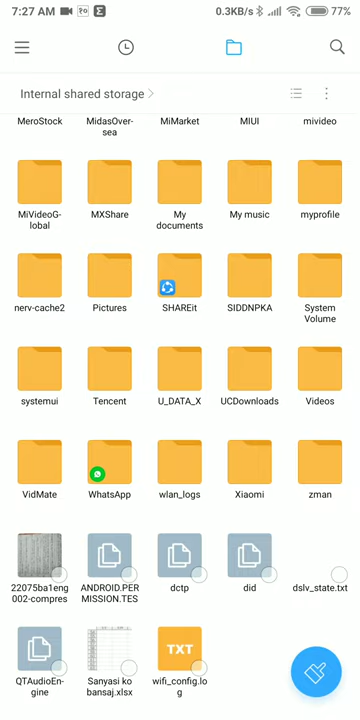 7:27 AM 0.3KB/s 77%
Internal shared storage
MeroStock MidasOver-
sea MiMarket MIUI mivideo
MiVideoG-
lobal MXShare My
documents My music myprofile
nerv-cache2 Pictures SHAREit SIDDNPKA System
Volume
systemui Tencent U_DATA_X UCDownloads Videos
VidMate WhatsApp wlan_logs Xiaomi zman
22075ba1eng
002-compres ANDROID.PER
MISSION.TES dctp did dslv_state.txt
TXT
QTAudioEn-
gine Sanyasi ko
bansaj.xlsx wifi_config.lo
g